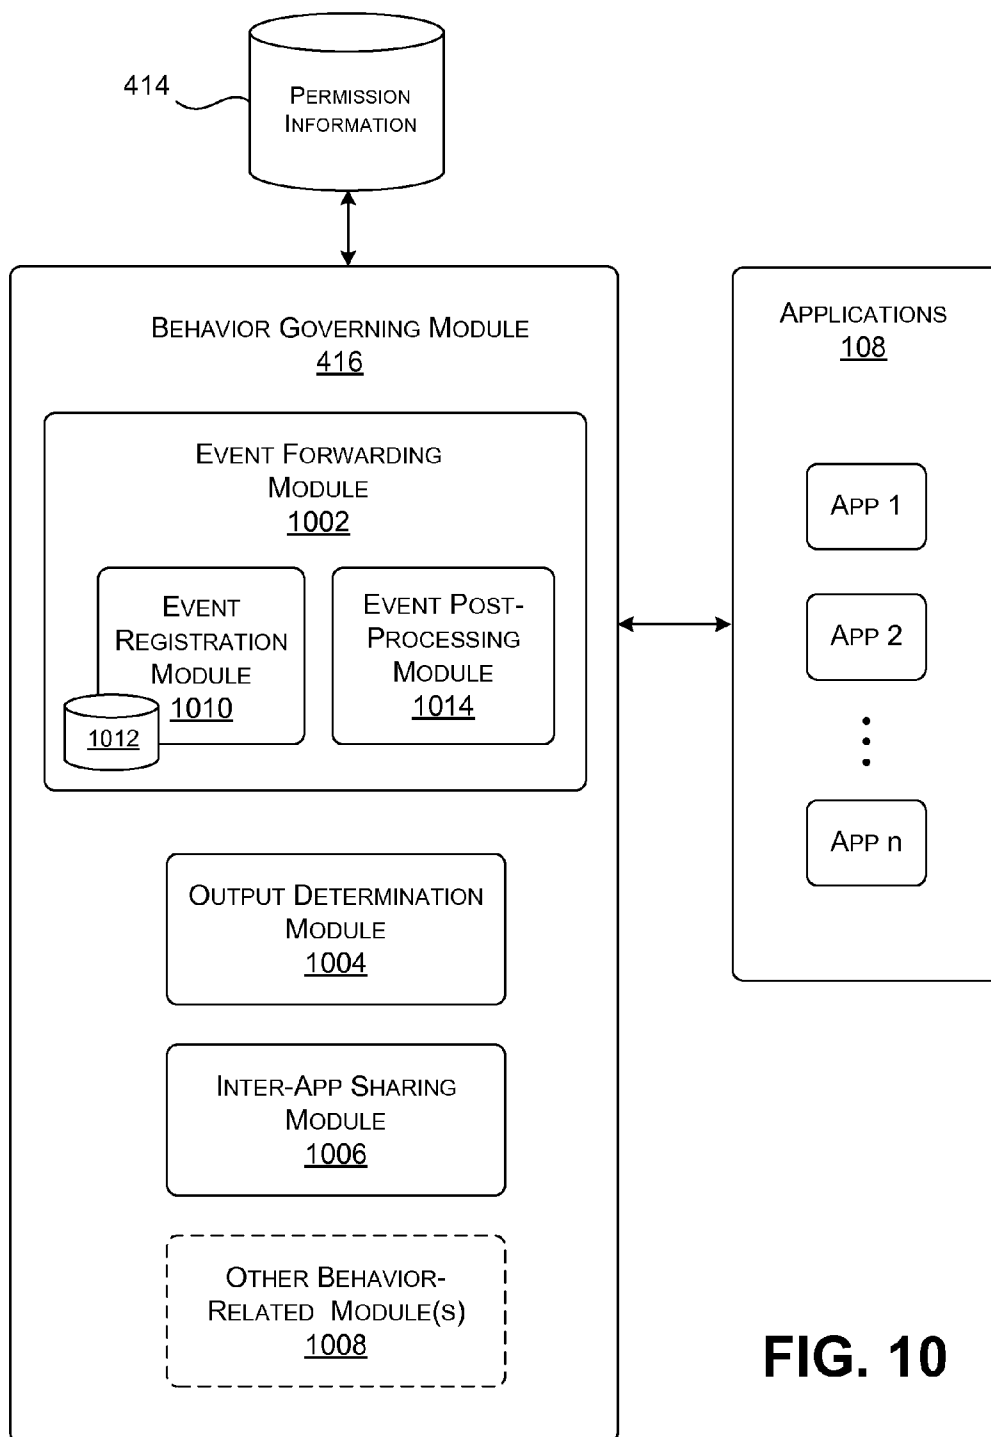 414
PERMISSION
INFORMATION
BEHAVIOR GOVERNING MODULE
416
EVENT FORWARDING
MODULE
1002
EVENT
REGISTRATION
MODULE
1010
1012
EVENT POST-
PROCESSING
MODULE
1014
OUTPUT DETERMINATION
MODULE
1004
INTER-APP SHARING
MODULE
1006
OTHER BEHAVIOR-
RELATED MODULE(S)
1008
APPLICATIONS
108
APP 1
APP 2
APP n
FIG. 10